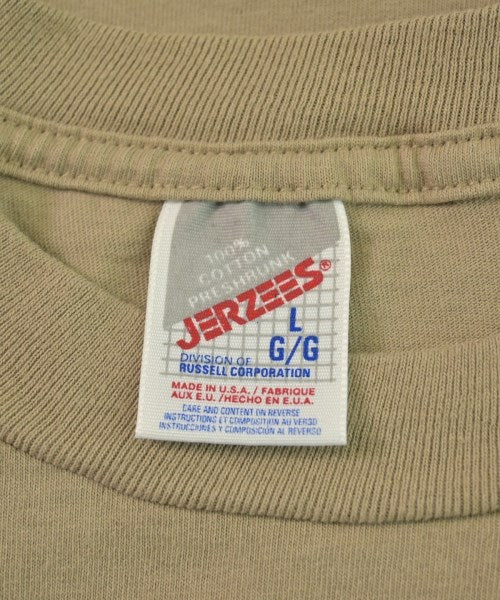 100%
COTTON
PRESHRUNK
JERZEES®
L
G/G
DIVISION OF
RUSSELL CORPORATION
MADE IN U.S.A. / FABRIQUE
AUX E.U. /HECHO EN E.U.A.
CARE AND CONTENT ON REVERSE
INSTRUCTIONS ET COMPOSITION AU VERSO
INSTRUCCIONES Y COMPOSICIÓN AL REVERSO